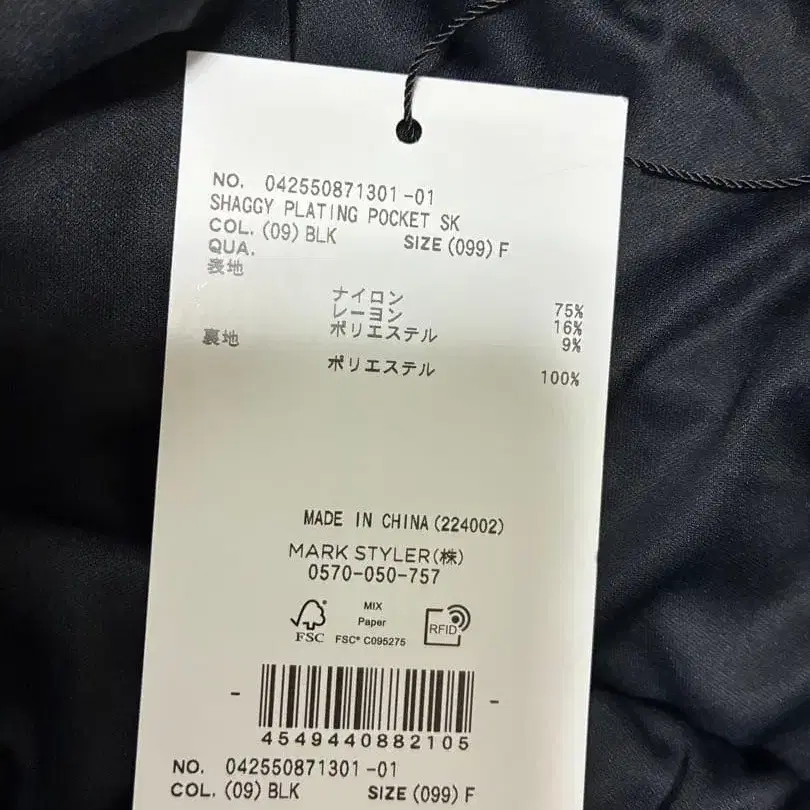 NO. 042550871301-01
SHAGGY PLATING POCKET SK
COL. (09) BLK SIZE (099) F
QUA.
表地
ナイロン 75%
レーヨン 16%
ポリエステル 9%
裏地
ポリエステル 100%
MADE IN CHINA (224002)
MARK STYLER (株)
0570-050-757
FSC
MIX
Paper
FSC® C095275
RFID
4549440882105
NO. 042550871301-01
COL. (09) BLK SIZE (099) F